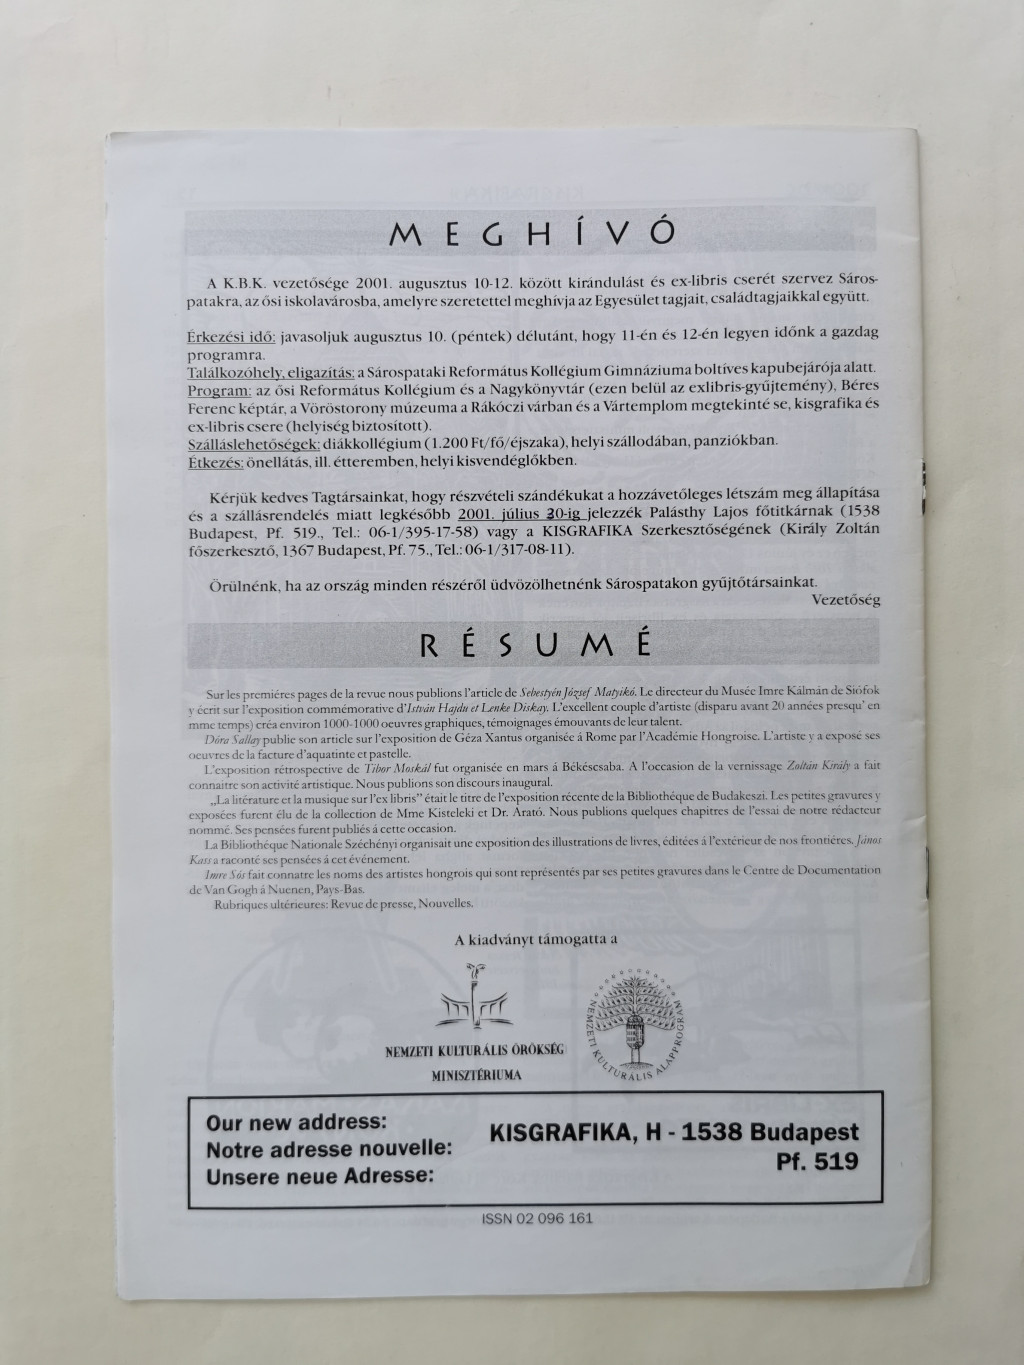 MEGHÍVÓ
A K.B.K. vezetősége 2001. augusztus 10-12. között kirándulást és ex-libris cserét szervez Sáros-
patakra, az ősi iskolavárosba, amelyre szeretettel meghívja az Egyesület tagjait, családtagjaikkal együtt.
Érkezési idő: javasoljuk augusztus 10. (péntek) délutánt, hogy 11-én és 12-én legyen időnk a gazdag
programra.
Találkozóhely, eligazítás: a Sárospataki Református Kollégium Gimnáziuma boltíves kapubejárója alatt.
Program: az ősi Református Kollégium és a Nagykönyvtár (ezen belül az exlibris-gyűjtemény), Béres
Ferenc képtár, a Vöröstorony múzeuma a Rákóczi várban és a Vártemplom megtekinté se, kisgrafika és
ex-libris csere (helyiség biztosított).
Szálláslehetőségek: diákkollégium (1.200 Ft/fő/éjszaka), helyi szállodában, panziókban.
Étkezés: önellátás, ill. étteremben, helyi kisvendéglőkben.
Kérjük kedves Tagtársainkat, hogy részvételi szándékukat a hozzávetőleges létszám meg állapítása
és a szállásrendelés miatt legkésőbb 2001. július 30-ig jelezzék Palásthy Lajos főtitkárnak (1538
Budapest, Pf. 519., Tel.: 06-1/395-17-58) vagy a KISGRAFIKA Szerkesztőségének (Király Zoltán
főszerkesztő, 1367 Budapest, Pf. 75., Tel.: 06-1/317-08-11).
Örülnénk, ha az ország minden részéről üdvözölhetnénk Sárospatakon gyűjtőtársainkat.
Vezetőség
RÉSUMÉ
Sur les premiéres pages de la revue nous publions l'article de Sebestyén József Matyikó. Le directeur du Musée Imre Kálmán de Siófok
y écrit sur l'exposition commémorative d'István Hajdu et Lenke Diskay. L'excellent couple d'artiste (disparu avant 20 années presqu' en
mme temps) créa environ 1000-1000 oeuvres graphiques, témoignages émouvants de leur talent.
Dóra Sallay publie son article sur l'exposition de Géza Xantus organisée á Rome par l'Académie Hongroise. L'artiste y a exposé ses
oeuvres de la facture d'aquatinte et pastelle.
L'exposition rétrospective de Tibor Moskál fut organisée en mars á Békéscsaba. A l'occasion de la vernissage Zoltán Király a fait
connaitre son activité artistique. Nous publions son discours inaugural.
„La litérature et la musique sur l'ex libris" était le titre de l'exposition récente de la Bibliothéque de Budakeszi. Les petites gravures y
exposées furent élu de la collection de Mme Kisteleki et Dr. Arató. Nous publions quelques chapitres de l'essai de notre rédacteur
nommé. Ses pensées furent publiés á cette occasion.
La Bibliothéque Nationale Széchényi organisait une exposition des illustrations de livres, éditées á l'extérieur de nos frontiéres. János
Kass a raconté ses pensées á cet événement.
Imre Sós fait connatre les noms des artistes hongrois qui sont représentés par ses petites gravures dans le Centre de Documentation
de Van Gogh á Nuenen, Pays-Bas.
Rubriques ultérieures: Revue de presse, Nouvelles.
A kiadványt támogatta a
NEMZETI KULTURÁLIS ÖRÖKSÉG
MINISZTÉRIUMA
NEMZETI KULTURÁLIS ALAPPROGRAM
Our new address:
Notre adresse nouvelle:
Unsere neue Adresse:
KISGRAFIKA, H - 1538 Budapest
Pf. 519
ISSN 02 096 161